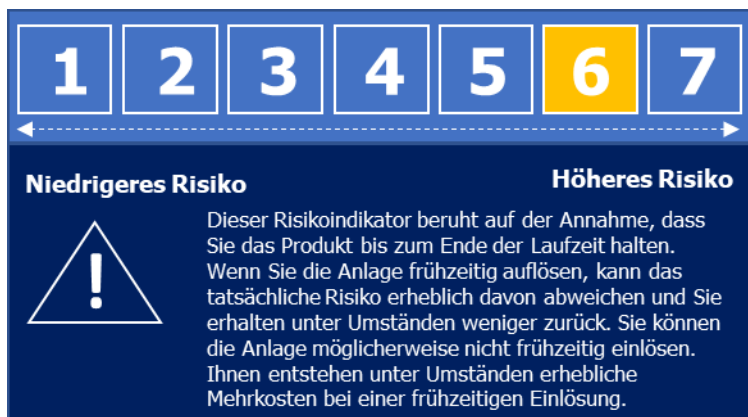 1 2 3 4 5 6 7
Niedrigeres Risiko
Höheres Risiko
!
Dieser Risikoindikator beruht auf der Annahme, dass
Sie das Produkt bis zum Ende der Laufzeit halten.
Wenn Sie die Anlage frühzeitig auflösen, kann das
tatsächliche Risiko erheblich davon abweichen und Sie
erhalten unter Umständen weniger zurück. Sie können
die Anlage möglicherweise nicht frühzeitig einlösen.
Ihnen entstehen unter Umständen erhebliche
Mehrkosten bei einer frühzeitigen Einlösung.